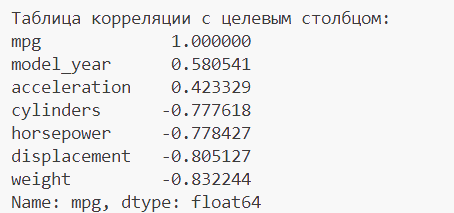 Таблица корреляции с целевым столбцом:
mpg             1.000000
model_year      0.580541
acceleration    0.423329
cylinders      -0.777618
horsepower     -0.778427
displacement   -0.805127
weight         -0.832244
Name: mpg, dtype: float64